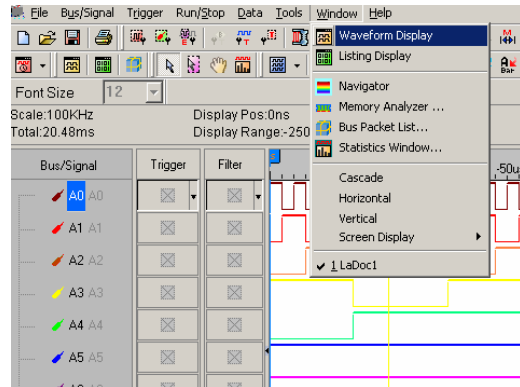 File Bus/Signal Trigger Run/Stop Data Tools Window Help
Waveform Display
Listing Display
Navigator
Memory Analyzer ...
Bus Packet List...
Statistics Window...
Cascade
Horizontal
Vertical
Screen Display
1 LaDoc1
Bar
Font Size 12
Scale:100KHz Display Pos:0ns
Total:20.48ms Display Range:-250
Bus/Signal Trigger Filter -50u
A0 A0
A1 A1
A2 A2
A3 A3
A4 A4
A5 A5